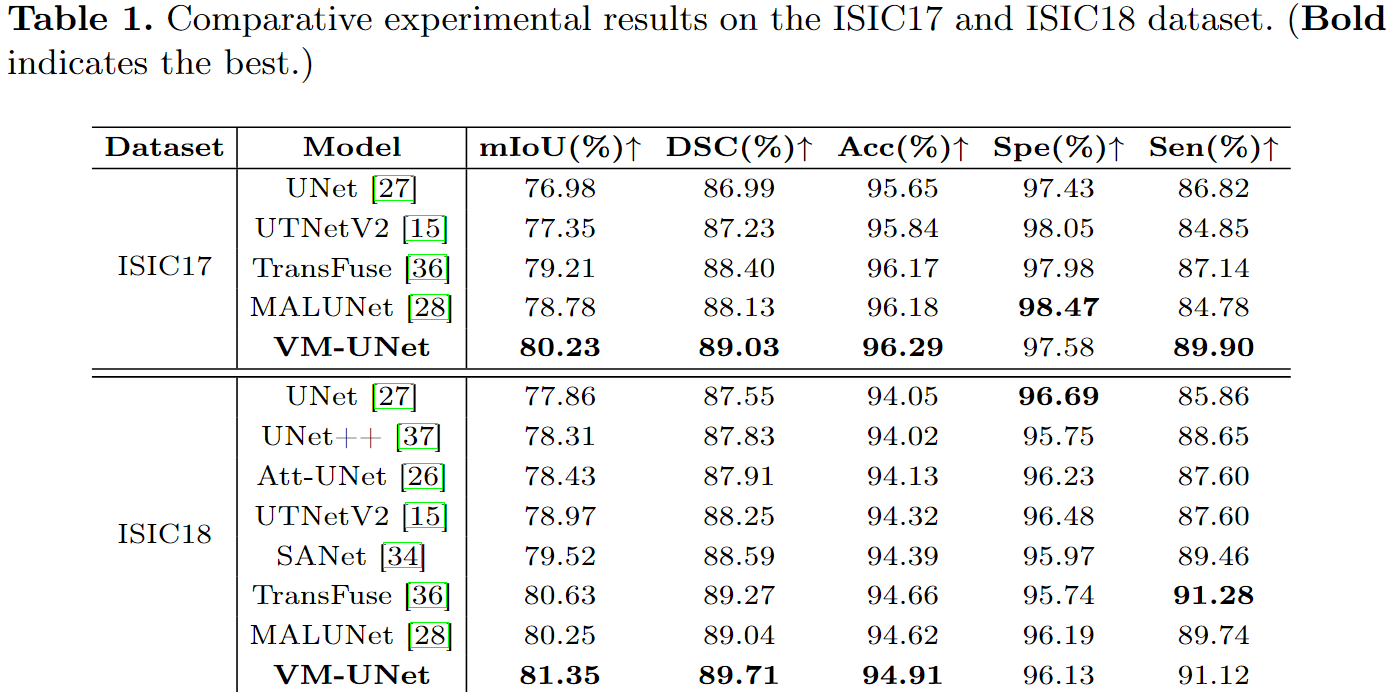 Table 1. Comparative experimental results on the ISIC17 and ISIC18 dataset. (Bold
indicates the best.)
Dataset Model mIoU(%)↑ DSC(%)↑ Acc(%)↑ Spe(%)↑ Sen(%)↑
UNet [27] 76.98 86.99 95.65 97.43 86.82
UTNetV2 [15] 77.35 87.23 95.84 98.05 84.85
ISIC17 TransFuse [36] 79.21 88.40 96.17 97.98 87.14
MALUNet [28] 78.78 88.13 96.18 98.47 84.78
VM-UNet 80.23 89.03 96.29 97.58 89.90
UNet [27] 77.86 87.55 94.05 96.69 85.86
UNet++ [37] 78.31 87.83 94.02 95.75 88.65
Att-UNet [26] 78.43 87.91 94.13 96.23 87.60
UTNetV2 [15] 78.97 88.25 94.32 96.48 87.60
ISIC18
SANet [34] 79.52 88.59 94.39 95.97 89.46
TransFuse [36] 80.63 89.27 94.66 95.74 91.28
MALUNet [28] 80.25 89.04 94.62 96.19 89.74
VM-UNet 81.35 89.71 94.91 96.13 91.12